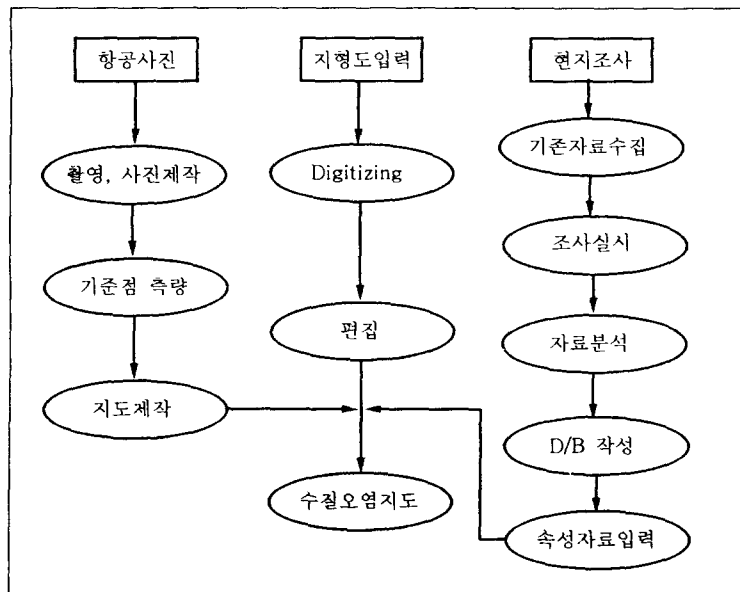 항공사진
촬영, 사진제작
기준점 측량
지도제작
지형도입력
Digitizing
편집
수질오염지도
현지조사
기존자료수집
조사실시
자료분석
D/B 작성
속성자료입력